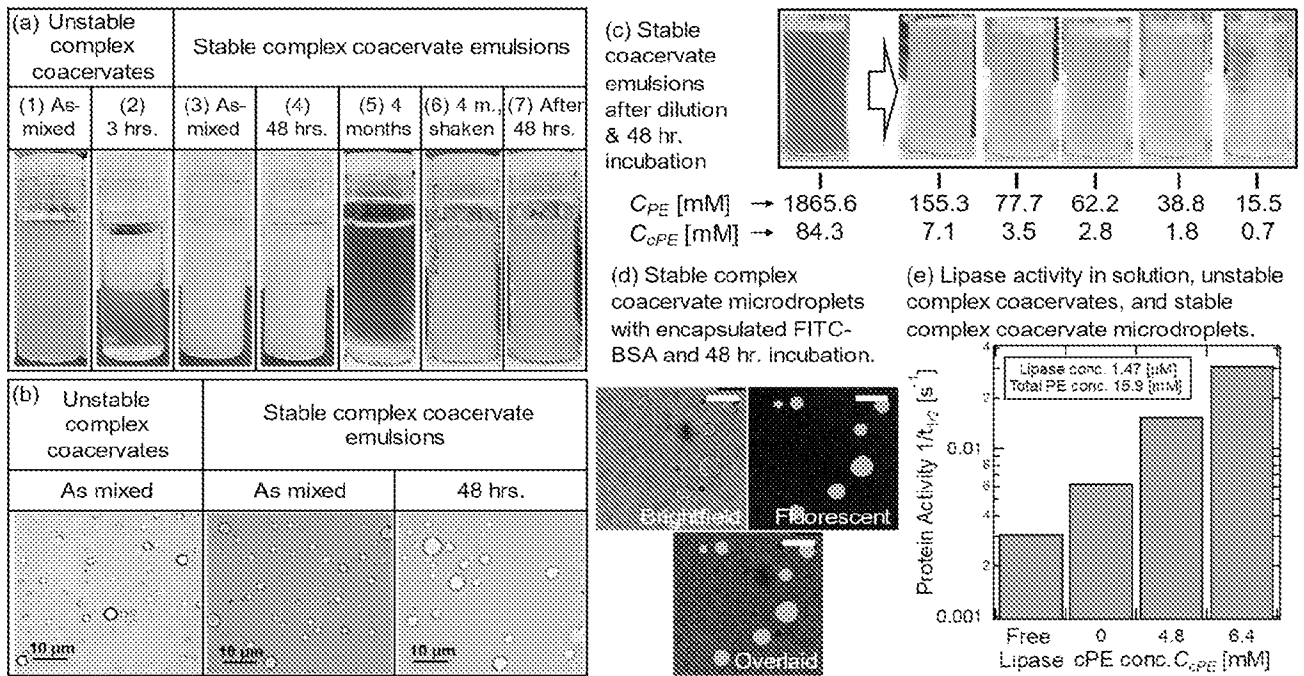 (a) Unstable
complex
coacervates
Stable complex coacervate emulsions
(1) As-
mixed
(2)
3 hrs.
(3) As-
mixed
(4)
48 hrs.
(5) 4
months
(6) 4 m.,
shaken
(7) After
48 hrs.
(b) Unstable
complex
coacervates
Stable complex coacervate
emulsions
As mixed
As mixed
48 hrs.
10 µm
10 µm
10 µm
(c) Stable
coacervate
emulsions
after dilution
& 48 hr.
incubation
C_PE [mM] → 1865.6 155.3 77.7 62.2 38.8 15.5
C_cPE [mM] → 84.3 7.1 3.5 2.8 1.8 0.7
(d) Stable complex
coacervate microdroplets
with encapsulated FITC-
BSA and 48 hr. incubation.
Brightfield
Fluorescent
Overlaid
(e) Lipase activity in solution, unstable
complex coacervates, and stable
complex coacervate microdroplets.
Lipase conc. 1.47 [µM]
Total PE conc. 15.9 [mM]
Protein Activity 1/t_1/2 [s⁻¹]
4
2
0.01
8
6
4
2
0.001
Free 0 4.8 6.4
Lipase cPE conc. C_cPE [mM]